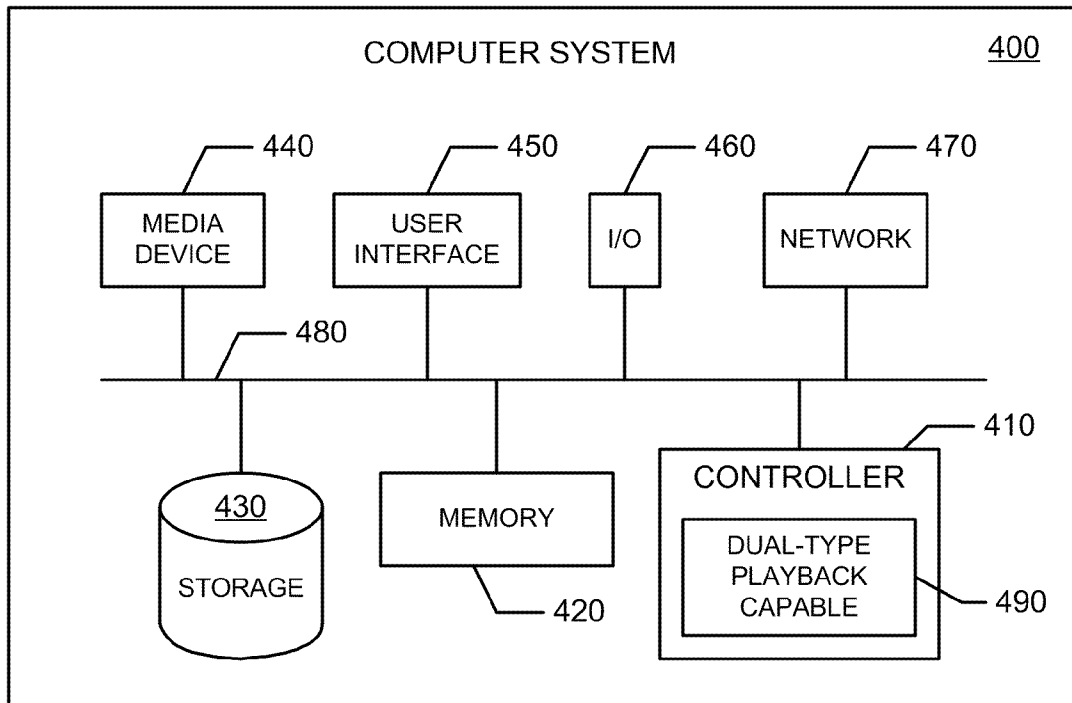 COMPUTER SYSTEM
400
440
450
460
470
MEDIA
DEVICE
USER
INTERFACE
I/O
NETWORK
480
410
CONTROLLER
430
STORAGE
MEMORY
420
DUAL-TYPE
PLAYBACK
CAPABLE
490